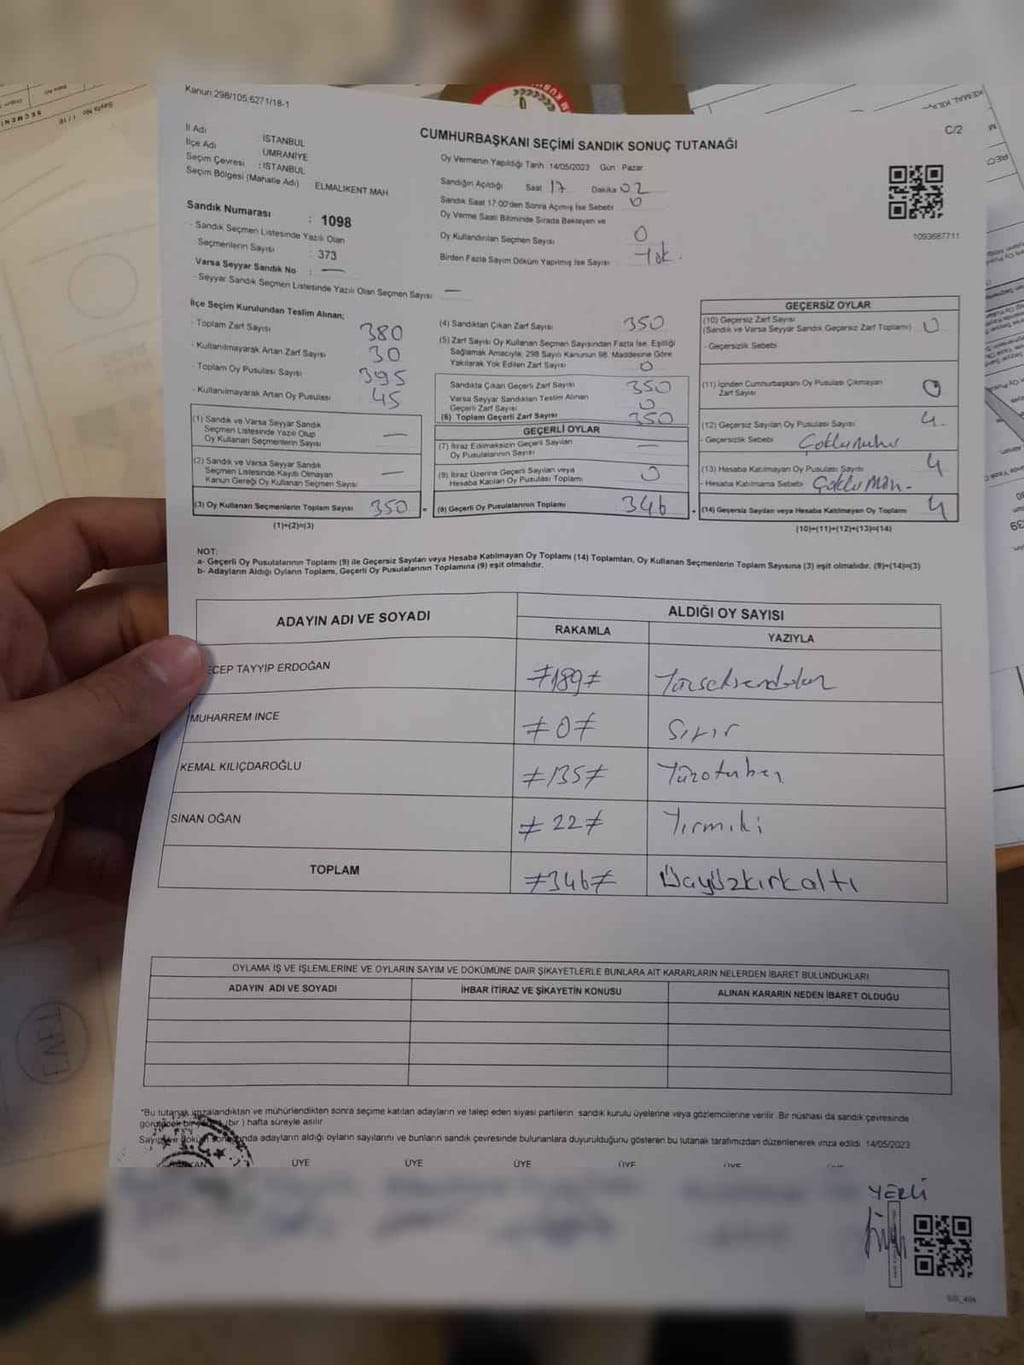 Kanun:298/105:6271/18-1
CUMHURBAŞKANI SEÇİMİ SANDIK SONUÇ TUTANAĞI
C/2
İl Adı İSTANBUL
İlçe Adı ÜMRANİYE
Seçim Çevresi : İSTANBUL
Seçim Bölgesi (Mahalle Adı) ELMALIKENT MAH.
Sandık Numarası : 1098
- Sandık Seçmen Listesinde Yazılı Olan
Seçmenlerin Sayısı : 373
Varsa Seyyar Sandık No : —
- Seyyar Sandık Seçmen Listesinde Yazılı Olan Seçmen Sayısı —
Oy Vermenin Yapıldığı Tarih :14/05/2023 Gün : Pazar
Sandığın Açıldığı Saat 17 Dakika 02
Sandık Saat 17:00'den Sonra Açılmış İse Sebebi 0
Oy Verme Saati Bitiminde Sırada Bekleyen ve
Oy Kullandırılan Seçmen Sayısı 0
Birden Fazla Sayım Döküm Yapılmış İse Sayısı Yok.
1093687711
İlçe Seçim Kurulundan Teslim Alınan;
- Toplam Zarf Sayısı 380
- Kullanılmayarak Artan Zarf Sayısı 30
- Toplam Oy Pusulası Sayısı 395
- Kullanılmayarak Artan Oy Pusulası 45
(1) Sandık ve Varsa Seyyar Sandık
Seçmen Listesinde Yazılı Olup
Oy Kullanan Seçmenlerin Sayısı —
(2) Sandık ve Varsa Seyyar Sandık
Seçmen Listesinde Kayıtlı Olmayan
Kanun Gereği Oy Kullanan Seçmen Sayısı —
(3) Oy Kullanan Seçmenlerin Toplam Sayısı 350
(1)+(2)=(3)
(4) Sandıktan Çıkan Zarf Sayısı 350
(5) Zarf Sayısı Oy Kullanan Seçmen Sayısından Fazla İse, Eşitliği
Sağlamak Amacıyla, 298 Sayılı Kanunun 98. Maddesine Göre
Yakılarak Yok Edilen Zarf Sayısı 0
Sandıkta Çıkan Geçerli Zarf Sayısı 350
Varsa Seyyar Sandıktan Teslim Alınan
Geçerli Zarf Sayısı 0
(6) Toplam Geçerli Zarf Sayısı 350
GEÇERLİ OYLAR
(7) İtiraz Edilmeksizin Geçerli Sayılan
Oy Pusulalarının Sayısı —
(8) İtiraz Üzerine Geçerli Sayılan veya
Hesaba Katılan Oy Pusulaları Toplamı 0
(9) Geçerli Oy Pusulalarının Toplamı 346
GEÇERSİZ OYLAR
(10) Geçersiz Zarf Sayısı
(Sandık ve Varsa Seyyar Sandık Geçersiz Zarf Toplamı) 0
- Geçersizlik Sebebi
(11) İçinden Cumhurbaşkanı Oy Pusulası Çıkmayan
Zarf Sayısı 0
(12) Geçersiz Sayılan Oy Pusulası Sayısı 4
- Geçersizlik Sebebi
(13) Hesaba Katılmayan Oy Pusulası Sayısı 4
- Hesaba Katılmama Sebebi
(14) Geçersiz Sayılan veya Hesaba Katılmayan Oy Toplamı 4
(10)+(11)+(12)+(13)=(14)
NOT:
a- Geçerli Oy Pusulalarının Toplamı (9) ile Geçersiz Sayılan veya Hesaba Katılmayan Oy Toplamı (14) Toplamları, Oy Kullanan Seçmenlerin Toplam Sayısına (3) eşit olmalıdır. (9)+(14)=(3)
b- Adayların Aldığı Oyların Toplamı, Geçerli Oy Pusulalarının Toplamına (9) eşit olmalıdır.
ADAYIN ADI VE SOYADI
ALDIĞI OY SAYISI
RAKAMLA YAZIYLA
ECEP TAYYIP ERDOĞAN ≠189≠ Yüzseksendokuz
MUHARREM INCE ≠0≠ Sıfır
KEMAL KILIÇDAROĞLU ≠135≠ Yüzotuzbeş
SINAN OĞAN ≠22≠ Yirmiiki
TOPLAM ≠346≠ Üçyüzkırkaltı
OYLAMA İŞ VE İŞLEMLERİNE VE OYLARIN SAYIM VE DÖKÜMÜNE DAİR ŞİKAYETLERLE BUNLARA AİT KARARLARIN NELERDEN İBARET BULUNDUKLARI
ADAYIN ADI VE SOYADI İHBAR İTİRAZ VE ŞİKAYETİN KONUSU ALINAN KARARIN NEDEN İBARET OLDUĞU
*Bu tutanak imzalandıktan ve mühürlendikten sonra seçime katılan adayların ve talep eden siyasi partilerin sandık kurulu üyelerine veya gözlemcilerine verilir. Bir nüshası da sandık çevresinde
görülecek bir yere (bir ) hafta süreyle asılır
Sayım ve döküm sonunda adayların aldığı oyların sayılarını ve bunların sandık çevresinde bulunanlara duyurulduğunu gösteren bu tutanak tarafımızdan düzenlenerek imza edildi. 14/05/2023
ÜYE ÜYE ÜYE ÜYE ÜYE
YERLİ